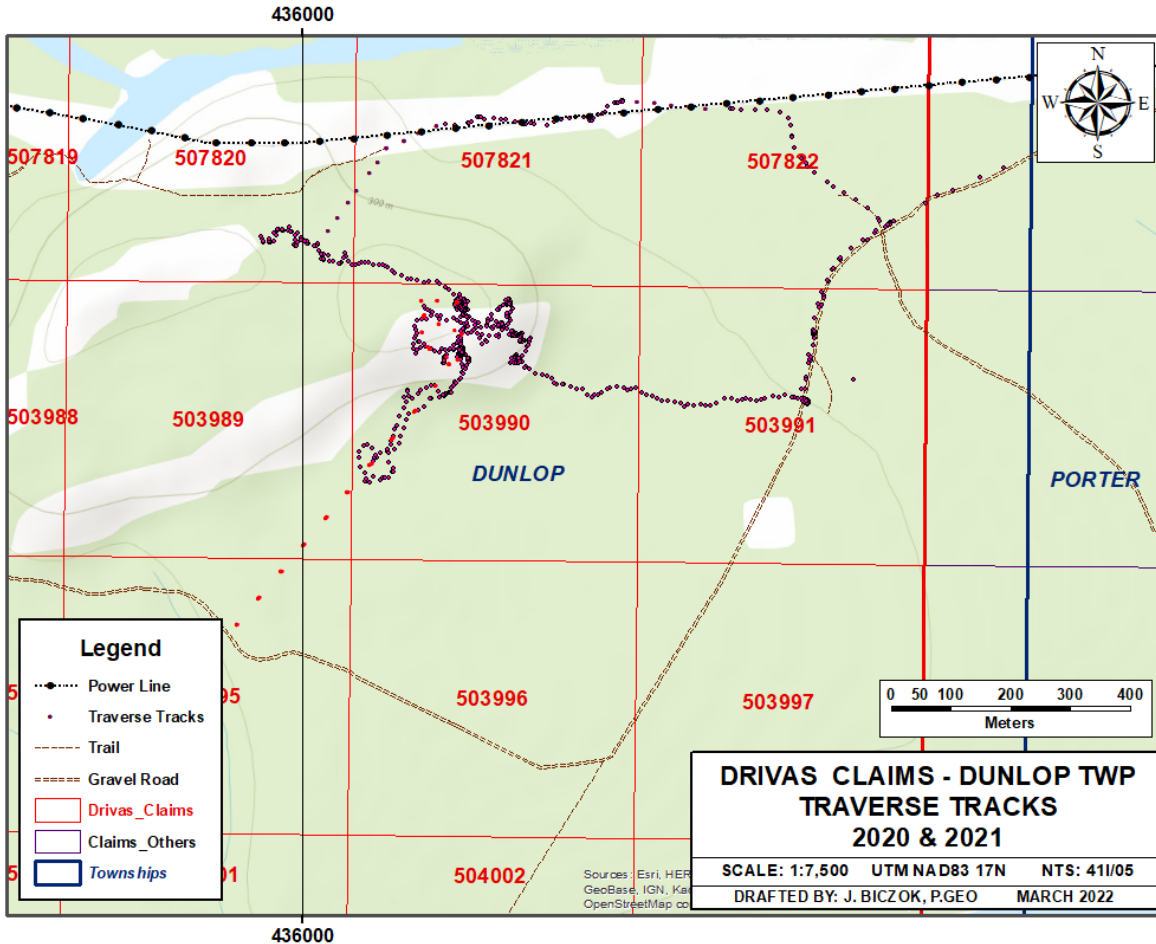 436000
N
W E
S
507819
507820
507821
507822
300 m
503988
503989
503990
503991
DUNLOP
PORTER
Legend
Power Line
Traverse Tracks
Trail
Gravel Road
Drivas_Claims
Claims_Others
Townships
5
95
503996
503997
0 50 100 200 300 400
Meters
DRIVAS CLAIMS - DUNLOP TWP
TRAVERSE TRACKS
2020 & 2021
SCALE: 1:7,500 UTM NAD83 17N NTS: 41I/05
DRAFTED BY: J. BICZOK, P.GEO MARCH 2022
5
01
504002
Sources: Esri, HER
GeoBase, IGN, Kad
OpenStreetMap co
436000